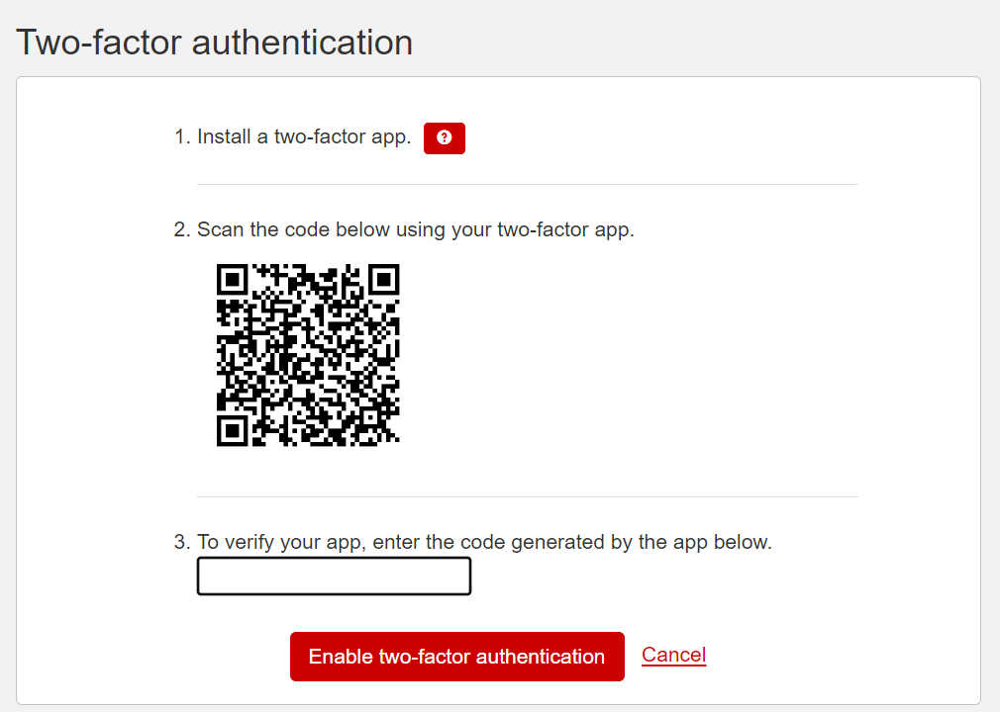 Two-factor authentication
1. Install a two-factor app. ?
2. Scan the code below using your two-factor app.
3. To verify your app, enter the code generated by the app below.
Enable two-factor authentication Cancel